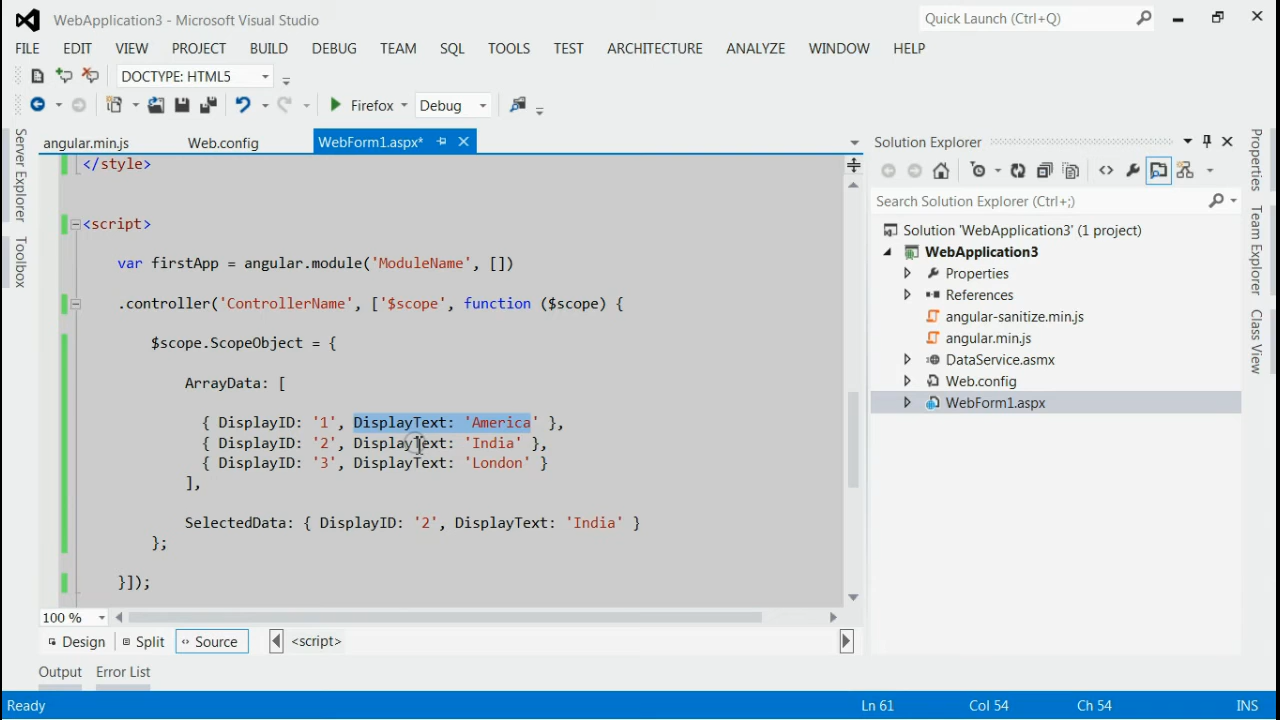 WebApplication3 - Microsoft Visual Studio
Quick Launch (Ctrl+Q)
FILE EDIT VIEW PROJECT BUILD DEBUG TEAM SQL TOOLS TEST ARCHITECTURE ANALYZE WINDOW HELP
DOCTYPE: HTML5
Firefox Debug
Server Explorer
Toolbox
angular.min.js Web.config WebForm1.aspx*
</style>
<script>
var firstApp = angular.module('ModuleName', [])
.controller('ControllerName', ['$scope', function ($scope) {
$scope.ScopeObject = {
ArrayData: [
{ DisplayID: '1', DisplayText: 'America' },
{ DisplayID: '2', DisplayText: 'India' },
{ DisplayID: '3', DisplayText: 'London' }
],
SelectedData: { DisplayID: '2', DisplayText: 'India' }
};
}]);
100 %
Design Split Source <script>
Output Error List
Solution Explorer
Search Solution Explorer (Ctrl+;)
Solution 'WebApplication3' (1 project)
WebApplication3
Properties
References
angular-sanitize.min.js
angular.min.js
DataService.asmx
Web.config
WebForm1.aspx
Properties
Team Explorer
Class View
Ready Ln 61 Col 54 Ch 54 INS